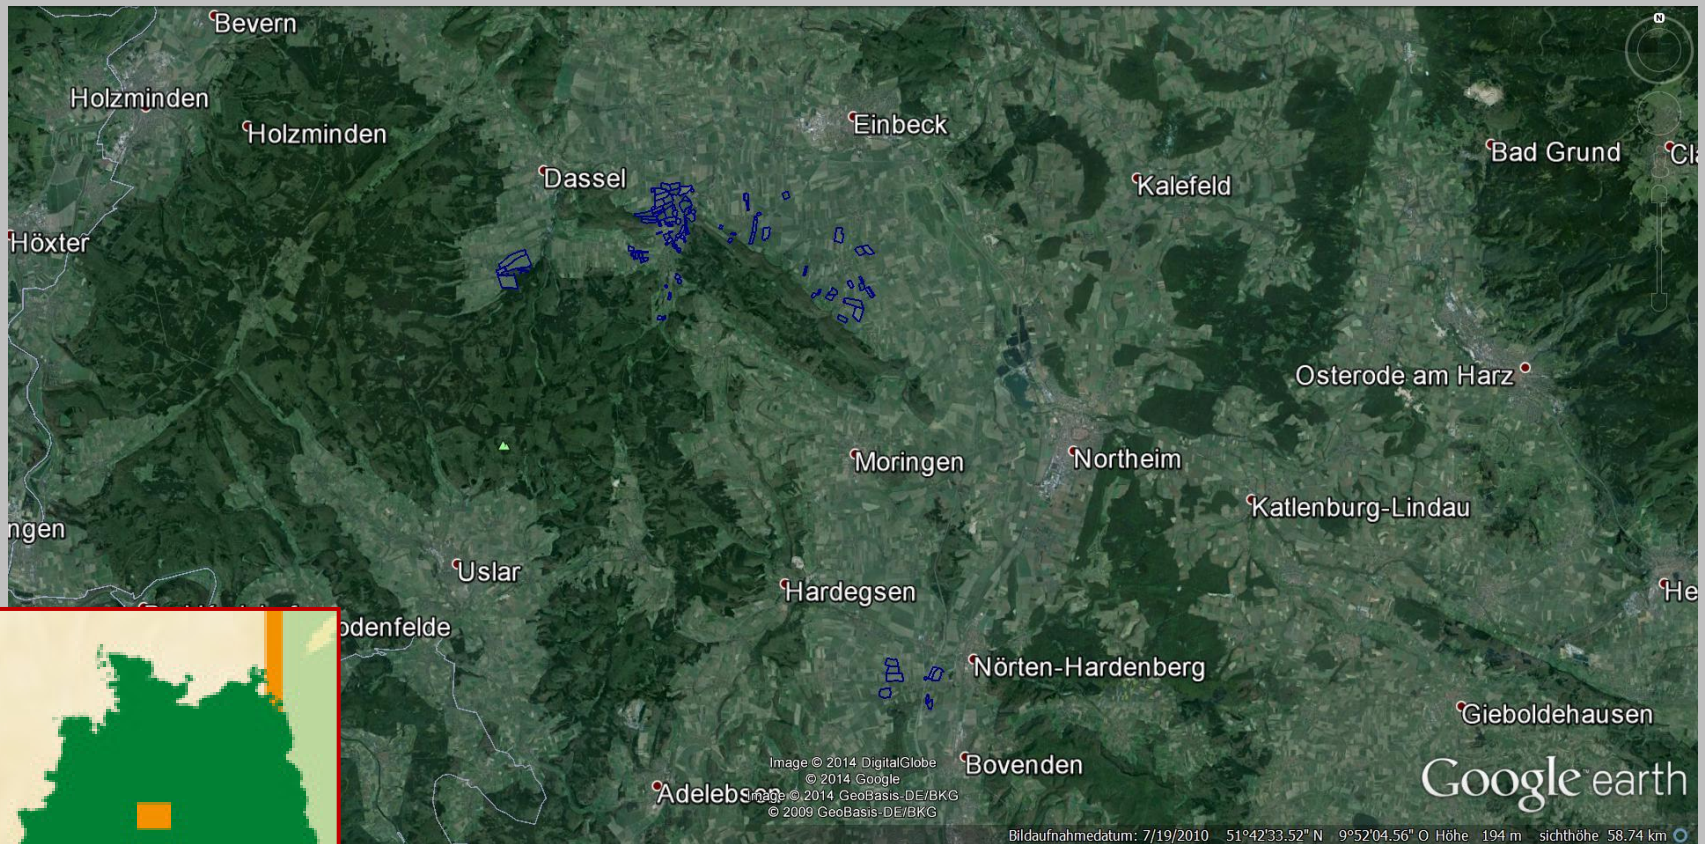 Bevern
Holzminden
Holzminden
Einbeck
Dassel
Kalefeld
Bad Grund
Höxter
Osterode am Harz
Moringen
Northeim
Katlenburg-Lindau
ngen
Uslar
Hardegsen
He
odenfelde
Nörten-Hardenberg
Gieboldehausen
Bovenden
Adelebsen
Image © 2014 DigitalGlobe
© 2014 Google
Image © 2014 GeoBasis-DE/BKG
© 2009 GeoBasis-DE/BKG
Google earth
Bildaufnahmedatum: 7/19/2010 51°42'33.52" N 9°52'04.56" O Höhe 194 m sichthöhe 58.74 km
N